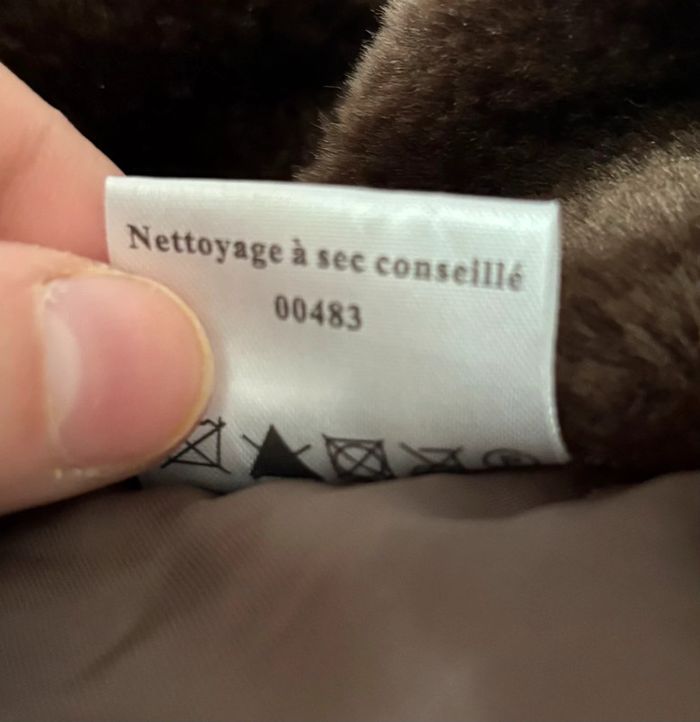 Nettoyage à sec conseillé
00483